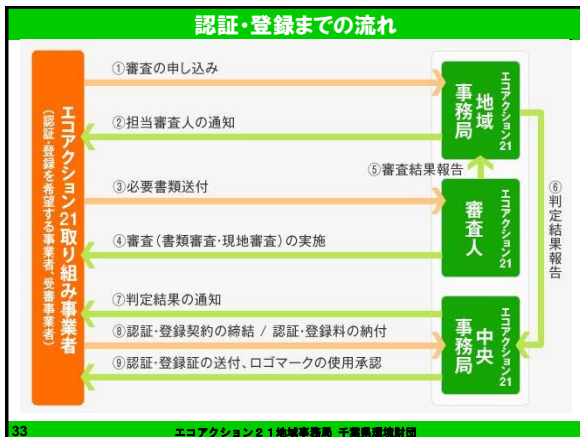 認証・登録までの流れ
エコアクション21取り組み事業者
(認証・登録を希望する事業者、受審事業者)
①審査の申し込み
②担当審査人の通知
エコアクション21
地域事務局
⑤審査結果報告
③必要書類送付
④審査(書類審査・現地審査)の実施
エコアクション21
審査人
⑥判定結果報告
⑦判定結果の通知
⑧認証・登録契約の締結 / 認証・登録料の納付
⑨認証・登録証の送付、ロゴマークの使用承認
エコアクション21
中央事務局
33
エコアクション21地域事務局 千葉県環境財団